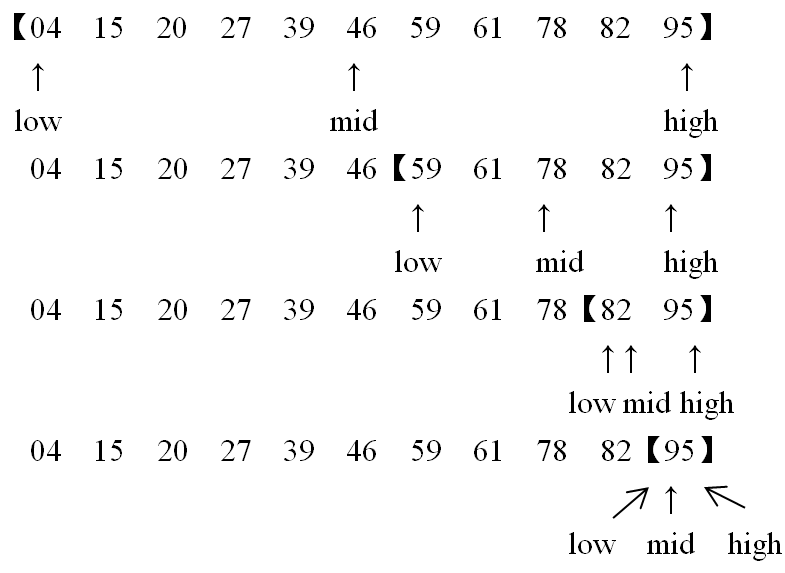 【04 15 20 27 39 46 59 61 78 82 95】
↑ ↑ ↑
low mid high
04 15 20 27 39 46【59 61 78 82 95】
↑ ↑ ↑
low mid high
04 15 20 27 39 46 59 61 78【82 95】
↑↑ ↑
low mid high
04 15 20 27 39 46 59 61 78 82【95】
↗ ↑ ↖
low mid high